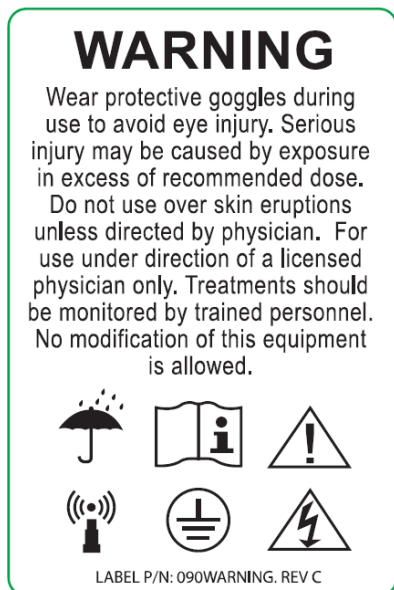 WARNING
Wear protective goggles during
use to avoid eye injury. Serious
injury may be caused by exposure
in excess of recommended dose.
Do not use over skin eruptions
unless directed by physician.  For
use under direction of a licensed
physician only. Treatments should
be monitored by trained personnel.
No modification of this equipment
is allowed.
LABEL P/N: 090WARNING. REV C